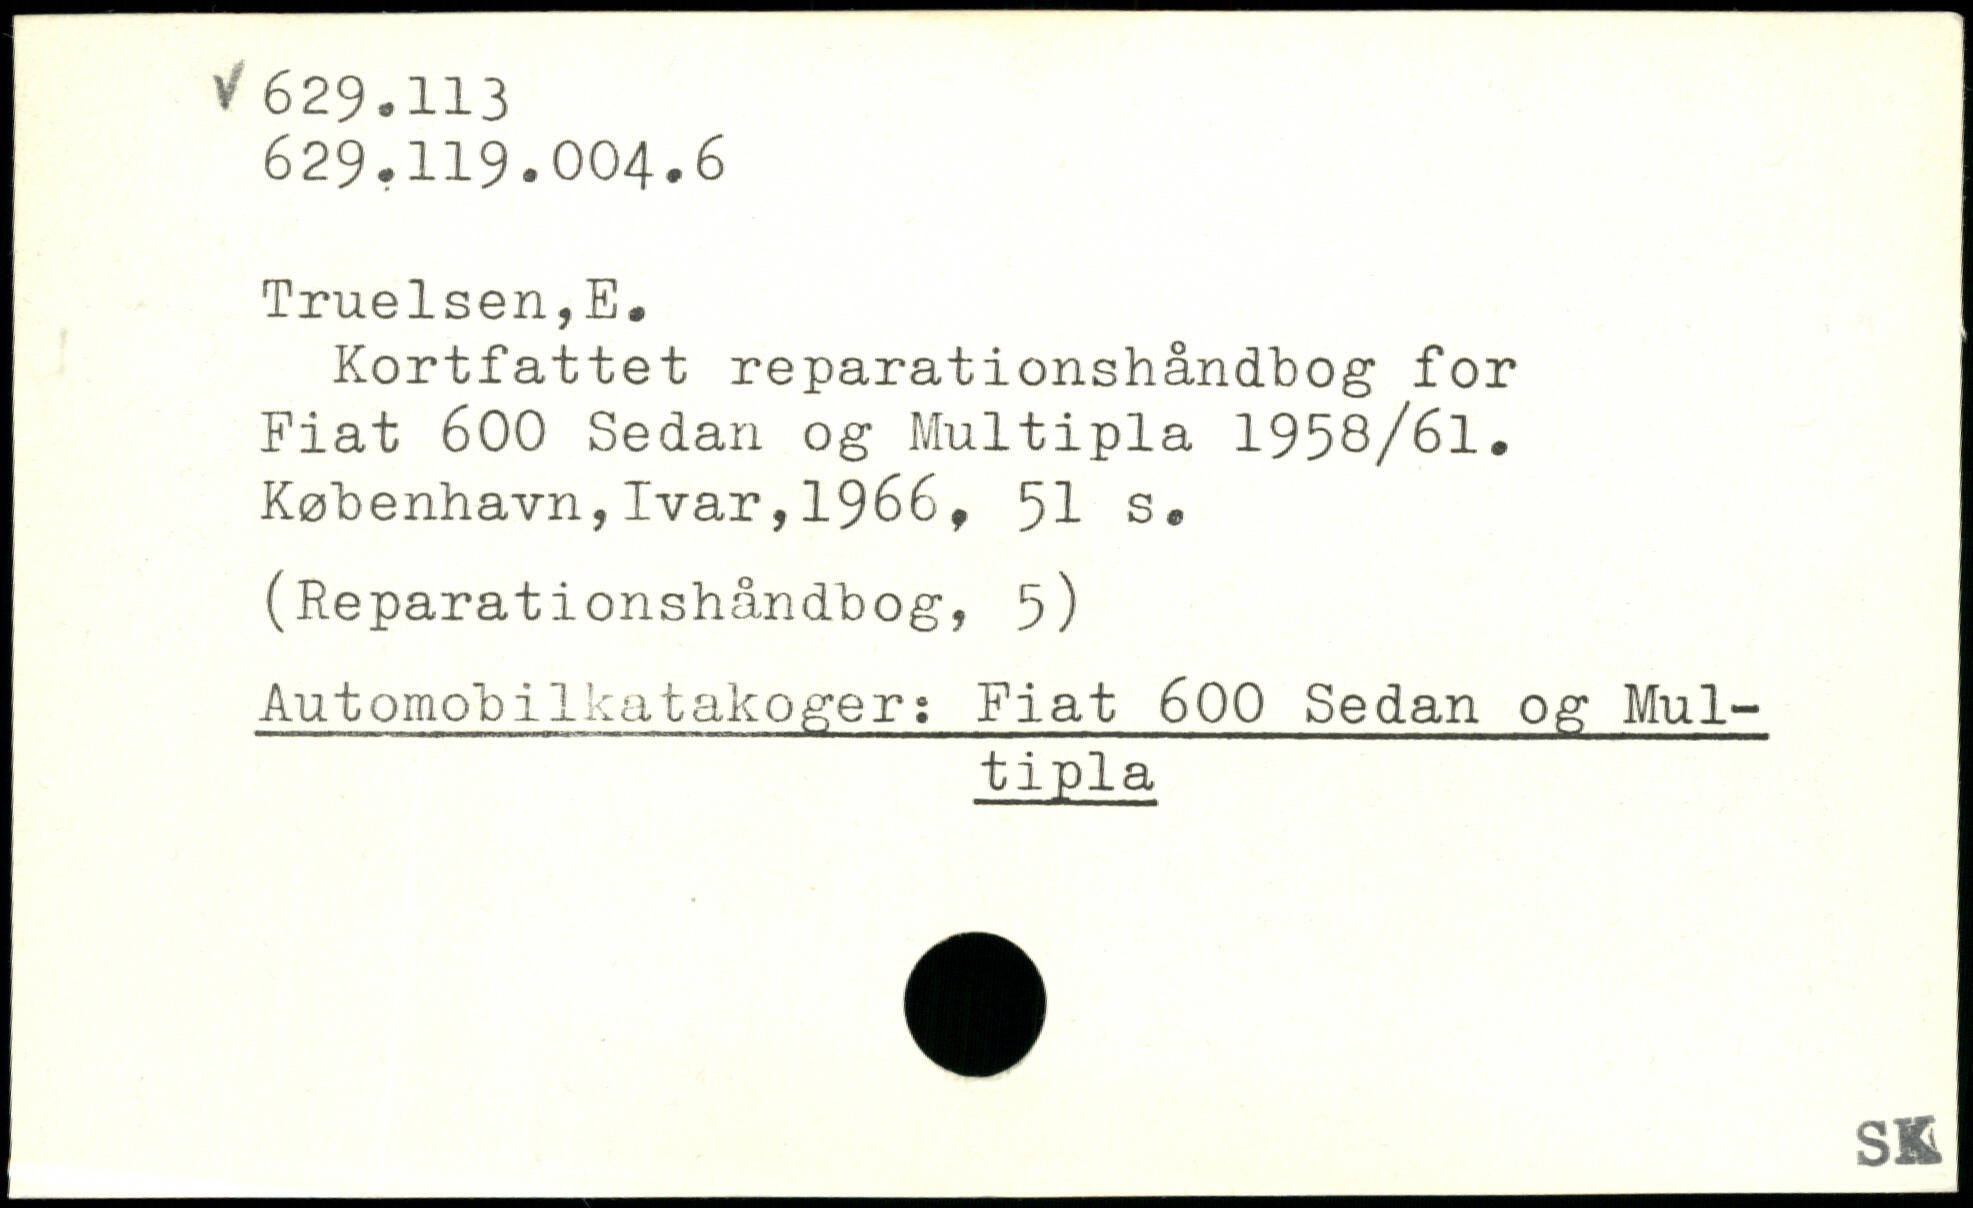 √ 629.113
629.119.004.6
Truelsen,E.
Kortfattet reparationshåndbog for
Fiat 600 Sedan og Multipla 1958/61.
København,Ivar,1966, 51 s.
(Reparationshåndbog, 5)
Automobilkatakoger: Fiat 600 Sedan og Mul-
tipla
SK